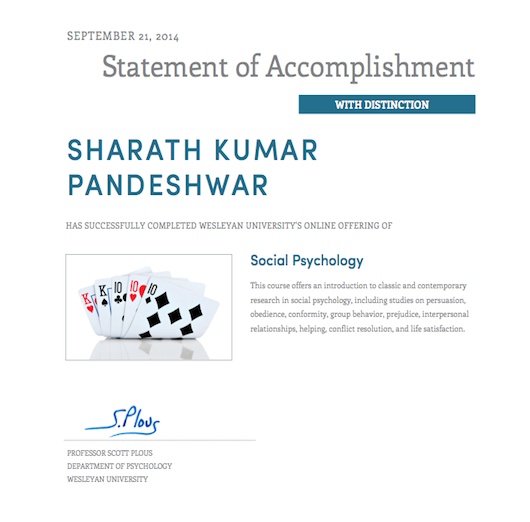 SEPTEMBER 21, 2014
Statement of Accomplishment
WITH DISTINCTION
SHARATH KUMAR
PANDESHWAR
HAS SUCCESSFULLY COMPLETED WESLEYAN UNIVERSITY'S ONLINE OFFERING OF
Social Psychology
This course offers an introduction to classic and contemporary
research in social psychology, including studies on persuasion,
obedience, conformity, group behavior, prejudice, interpersonal
relationships, helping, conflict resolution, and life satisfaction.
K K 10 10 10
S.Plous
PROFESSOR SCOTT PLOUS
DEPARTMENT OF PSYCHOLOGY
WESLEYAN UNIVERSITY